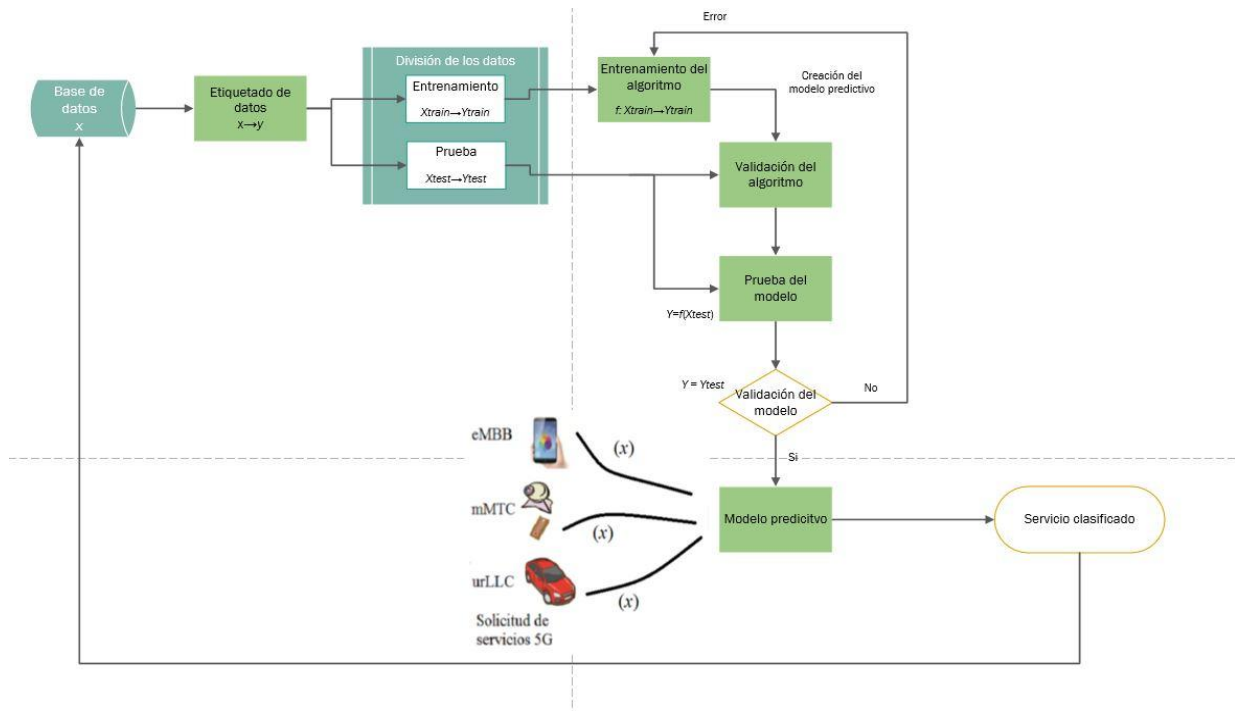 Error
División de los datos
Base de
datos
x
Etiquetado de
datos
x→y
Entrenamiento
Xtrain→Ytrain
Prueba
Xtest→Ytest
Entrenamiento del
algoritmo
f: Xtrain→Ytrain
Creación del
modelo predictivo
Validación del
algoritmo
Prueba del
modelo
Y=f(Xtest)
Y = Ytest
Validación del
modelo
No
Si
eMBB
(x)
mMTC
(x)
urLLC
(x)
Solicitud de
servicios 5G
Modelo predicitvo
Servicio clasificado